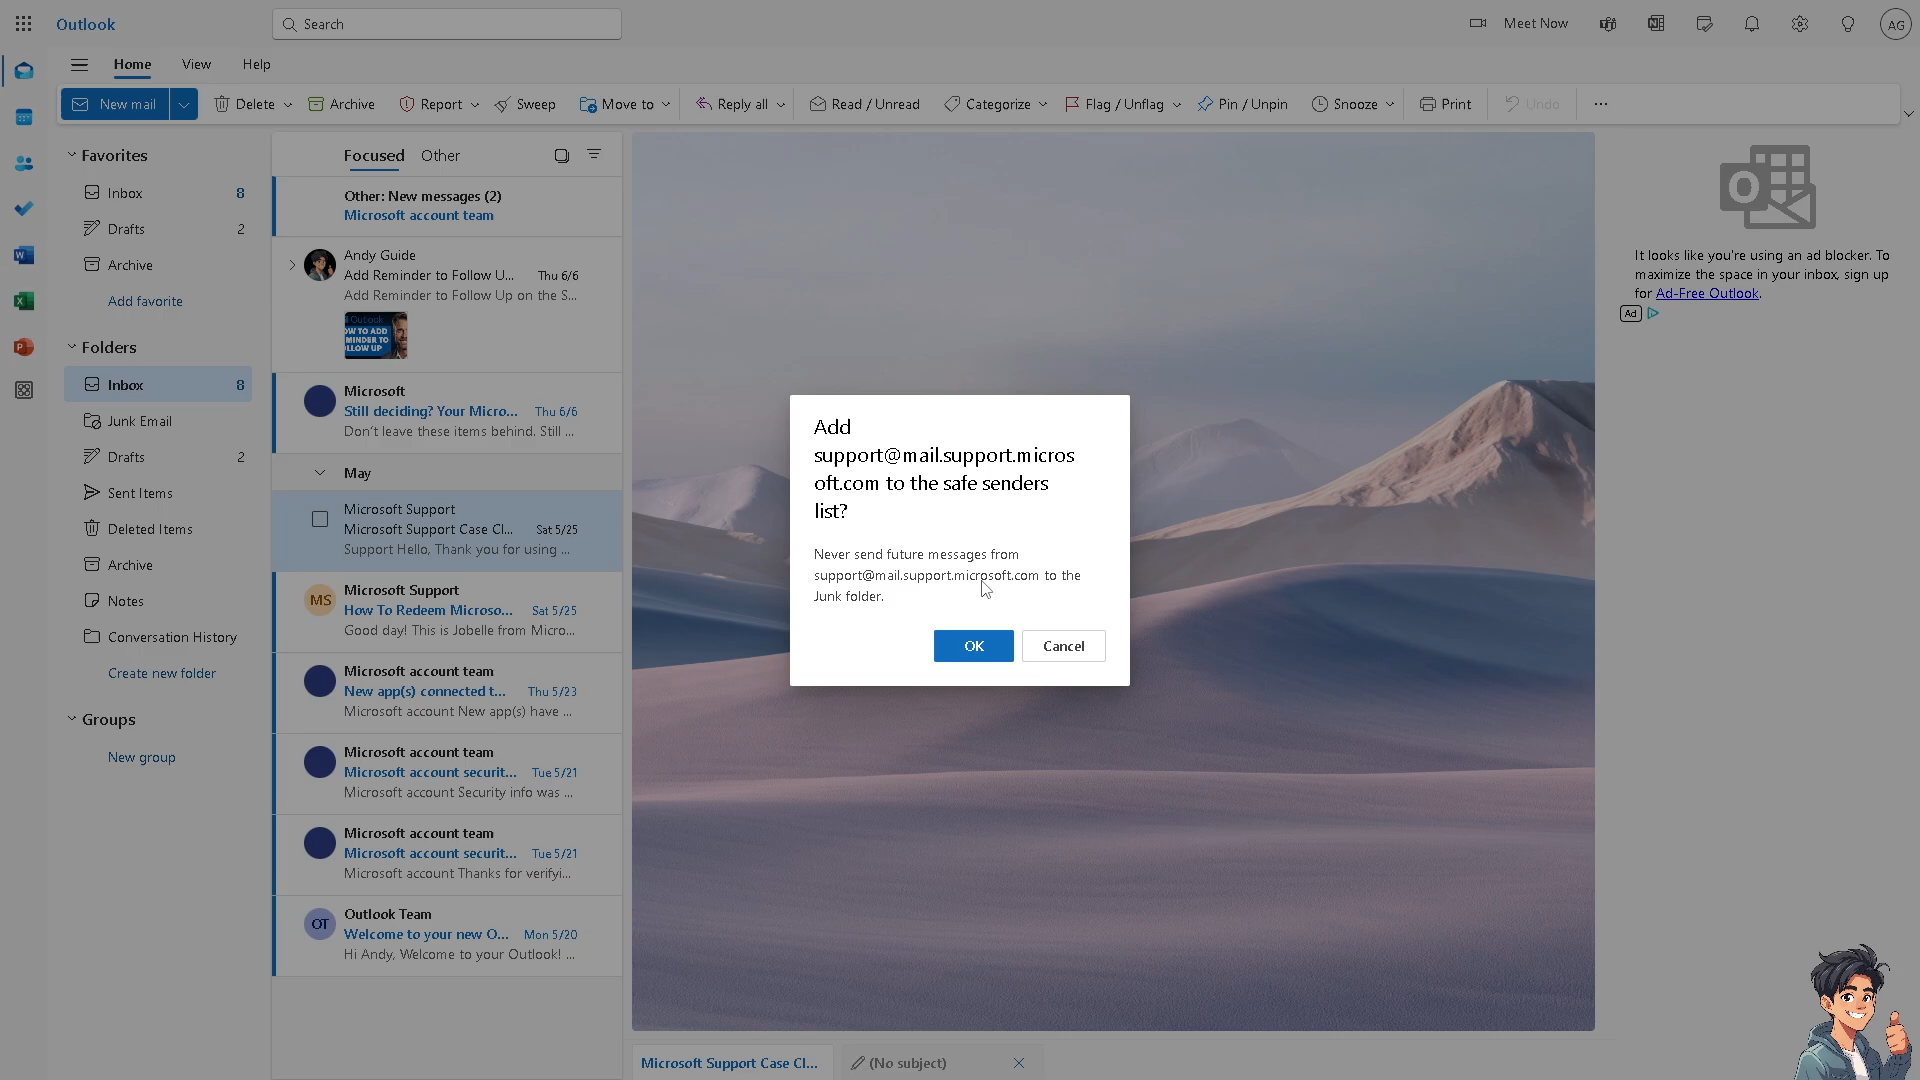 Outlook
Search
Meet Now
AG
Home
View
Help
New mail
Delete
Archive
Report
Sweep
Move to
Reply all
Read / Unread
Categorize
Flag / Unflag
Pin / Unpin
Snooze
Print
Undo
Favorites
Inbox 8
Drafts 2
Archive
Add favorite
Folders
Inbox 8
Junk Email
Drafts 2
Sent Items
Deleted Items
Archive
Notes
Conversation History
Create new folder
Groups
New group
Focused
Other
Other: New messages (2)
Microsoft account team
Andy Guide
Add Reminder to Follow U... Thu 6/6
Add Reminder to Follow Up on the S...
Outlook
OW TO ADD
MINDER TO
LLOW UP
Microsoft
Still deciding? Your Micro... Thu 6/6
Don't leave these items behind. Still ...
May
Microsoft Support
Microsoft Support Case Cl... Sat 5/25
Support Hello, Thank you for using ...
MS
Microsoft Support
How To Redeem Microso... Sat 5/25
Good day! This is Jobelle from Micro...
Microsoft account team
New app(s) connected t... Thu 5/23
Microsoft account New app(s) have ...
Microsoft account team
Microsoft account securit... Tue 5/21
Microsoft account Security info was ...
Microsoft account team
Microsoft account securit... Tue 5/21
Microsoft account Thanks for verifyi...
OT
Outlook Team
Welcome to your new O... Mon 5/20
Hi Andy, Welcome to your Outlook! ...
Add
support@mail.support.micros
oft.com to the safe senders
list?
Never send future messages from
support@mail.support.microsoft.com to the
Junk folder.
OK
Cancel
It looks like you're using an ad blocker. To
maximize the space in your inbox, sign up
for Ad-Free Outlook.
Ad
Microsoft Support Case Cl...
(No subject)